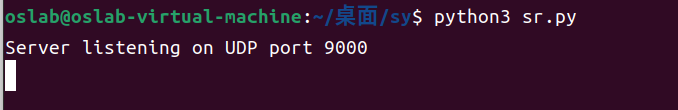 oslab@oslab-virtual-machine:~/桌面/sy$ python3 sr.py
Server listening on UDP port 9000